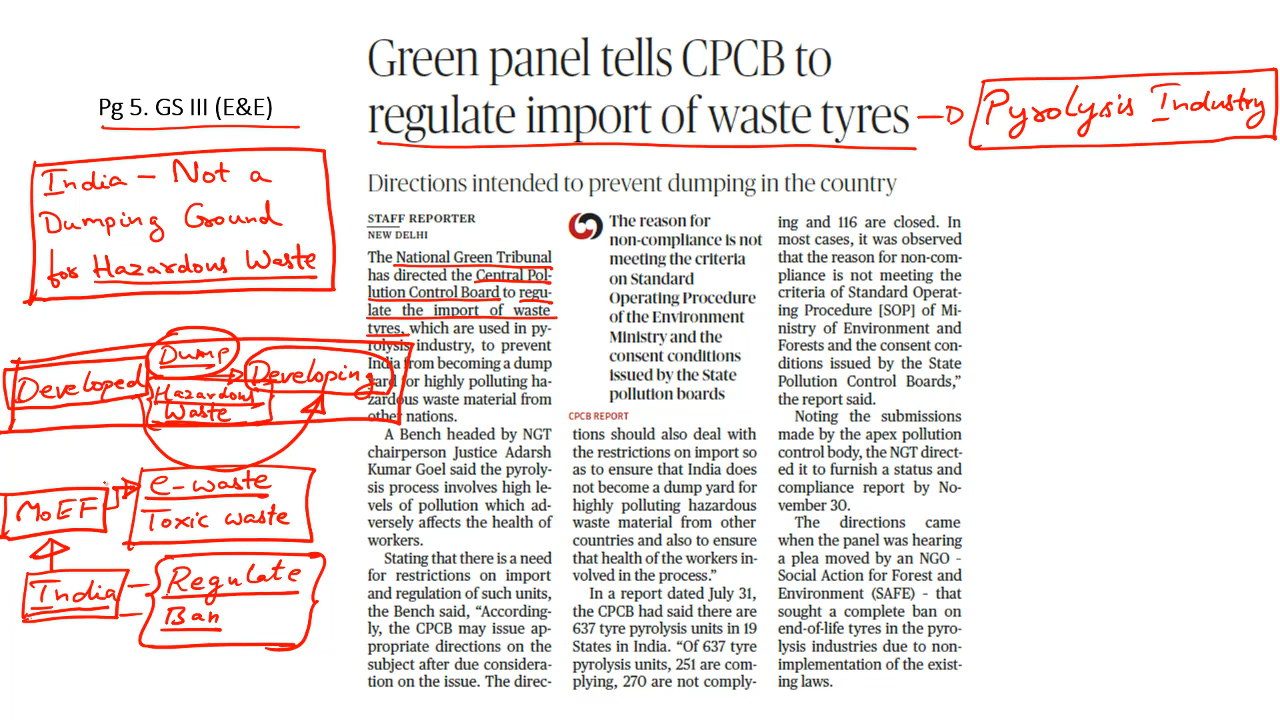 Pg 5. GS III (E&E)
India – Not a
Dumping Ground
for Hazardous Waste
Developed
Dump
Hazardous
Waste
Developing
MoEF
e-waste
Toxic waste
India
Regulate
Ban
Green panel tells CPCB to
regulate import of waste tyres
Pyrolysis Industry
Directions intended to prevent dumping in the country
STAFF REPORTER
NEW DELHI
The National Green Tribunal
has directed the Central Pol-
lution Control Board to regu-
late the import of waste
tyres, which are used in py-
rolysis industry, to prevent
India from becoming a dump
yard for highly polluting ha-
zardous waste material from
other nations.
A Bench headed by NGT
chairperson Justice Adarsh
Kumar Goel said the pyroly-
sis process involves high le-
vels of pollution which adv-
ersely affects the health of
workers.
Stating that there is a need
for restrictions on import
and regulation of such units,
the Bench said, “According-
ly, the CPCB may issue ap-
propriate directions on the
subject after due considera-
tion on the issue. The direc-
The reason for
non-compliance is not
meeting the criteria
on Standard
Operating Procedure
of the Environment
Ministry and the
consent conditions
issued by the State
pollution boards
CPCB REPORT
tions should also deal with
the restrictions on import so
as to ensure that India does
not become a dump yard for
highly polluting hazardous
waste material from other
countries and also to ensure
that health of the workers in-
volved in the process.”
In a report dated July 31,
the CPCB had said there are
637 tyre pyrolysis units in 19
States in India. “Of 637 tyre
pyrolysis units, 251 are com-
plying, 270 are not comply-
ing and 116 are closed. In
most cases, it was observed
that the reason for non-com-
pliance is not meeting the
criteria of Standard Operat-
ing Procedure [SOP] of Mi-
nistry of Environment and
Forests and the consent con-
ditions issued by the State
Pollution Control Boards,”
the report said.
Noting the submissions
made by the apex pollution
control body, the NGT direct-
ed it to furnish a status and
compliance report by No-
vember 30.
The directions came
when the panel was hearing
a plea moved by an NGO -
Social Action for Forest and
Environment (SAFE) - that
sought a complete ban on
end-of-life tyres in the pyro-
lysis industries due to non-
implementation of the exist-
ing laws.